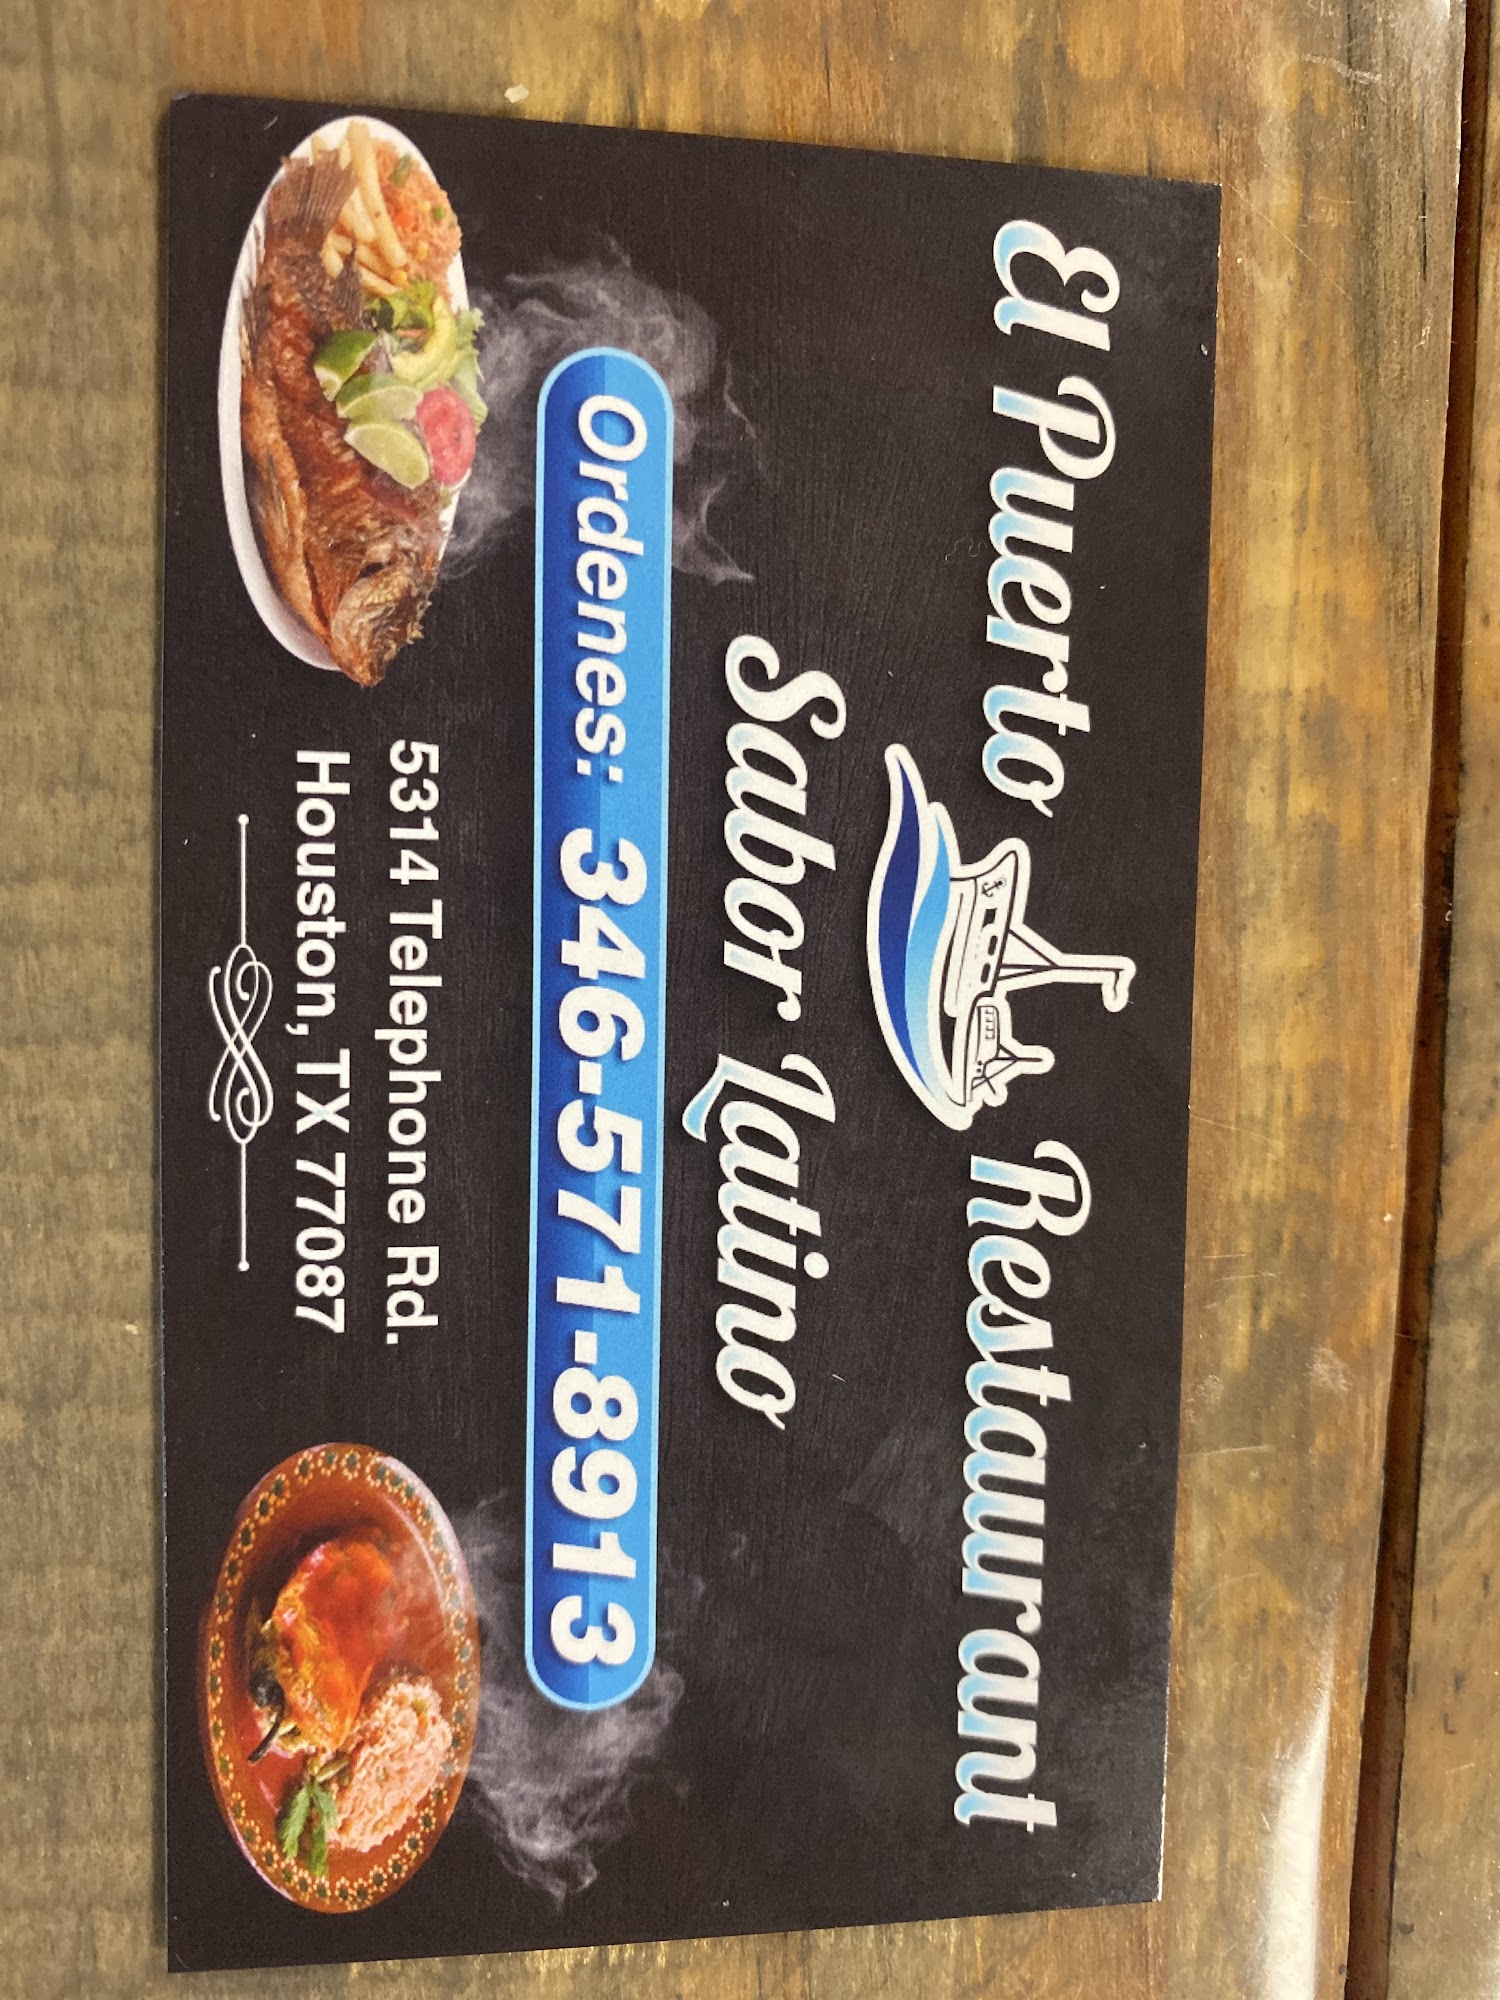 El Puerto Restaurant
Sabor Latino
Ordenes: 346-571-8913
5314 Telephone Rd.
Houston, TX 77087